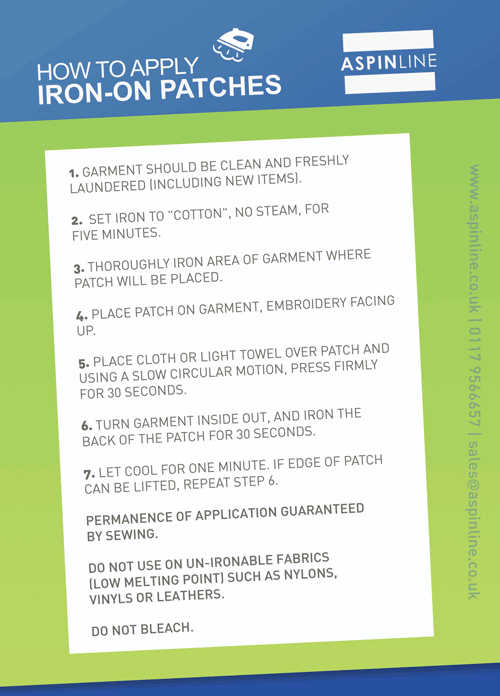 HOW TO APPLY
IRON-ON PATCHES
ASPINLINE
1. GARMENT SHOULD BE CLEAN AND FRESHLY
LAUNDERED (INCLUDING NEW ITEMS).
2. SET IRON TO "COTTON", NO STEAM, FOR
FIVE MINUTES.
3. THOROUGHLY IRON AREA OF GARMENT WHERE
PATCH WILL BE PLACED.
4. PLACE PATCH ON GARMENT, EMBROIDERY FACING
UP.
5. PLACE CLOTH OR LIGHT TOWEL OVER PATCH AND
USING A SLOW CIRCULAR MOTION, PRESS FIRMLY
FOR 30 SECONDS.
6. TURN GARMENT INSIDE OUT, AND IRON THE
BACK OF THE PATCH FOR 30 SECONDS.
7. LET COOL FOR ONE MINUTE. IF EDGE OF PATCH
CAN BE LIFTED, REPEAT STEP 6.
PERMANENCE OF APPLICATION GUARANTEED
BY SEWING.
DO NOT USE ON UN-IRONABLE FABRICS
(LOW MELTING POINT) SUCH AS NYLONS,
VINYLS OR LEATHERS.
DO NOT BLEACH.
www.aspinline.co.uk | 0117 9566657 | sales@aspinline.co.uk